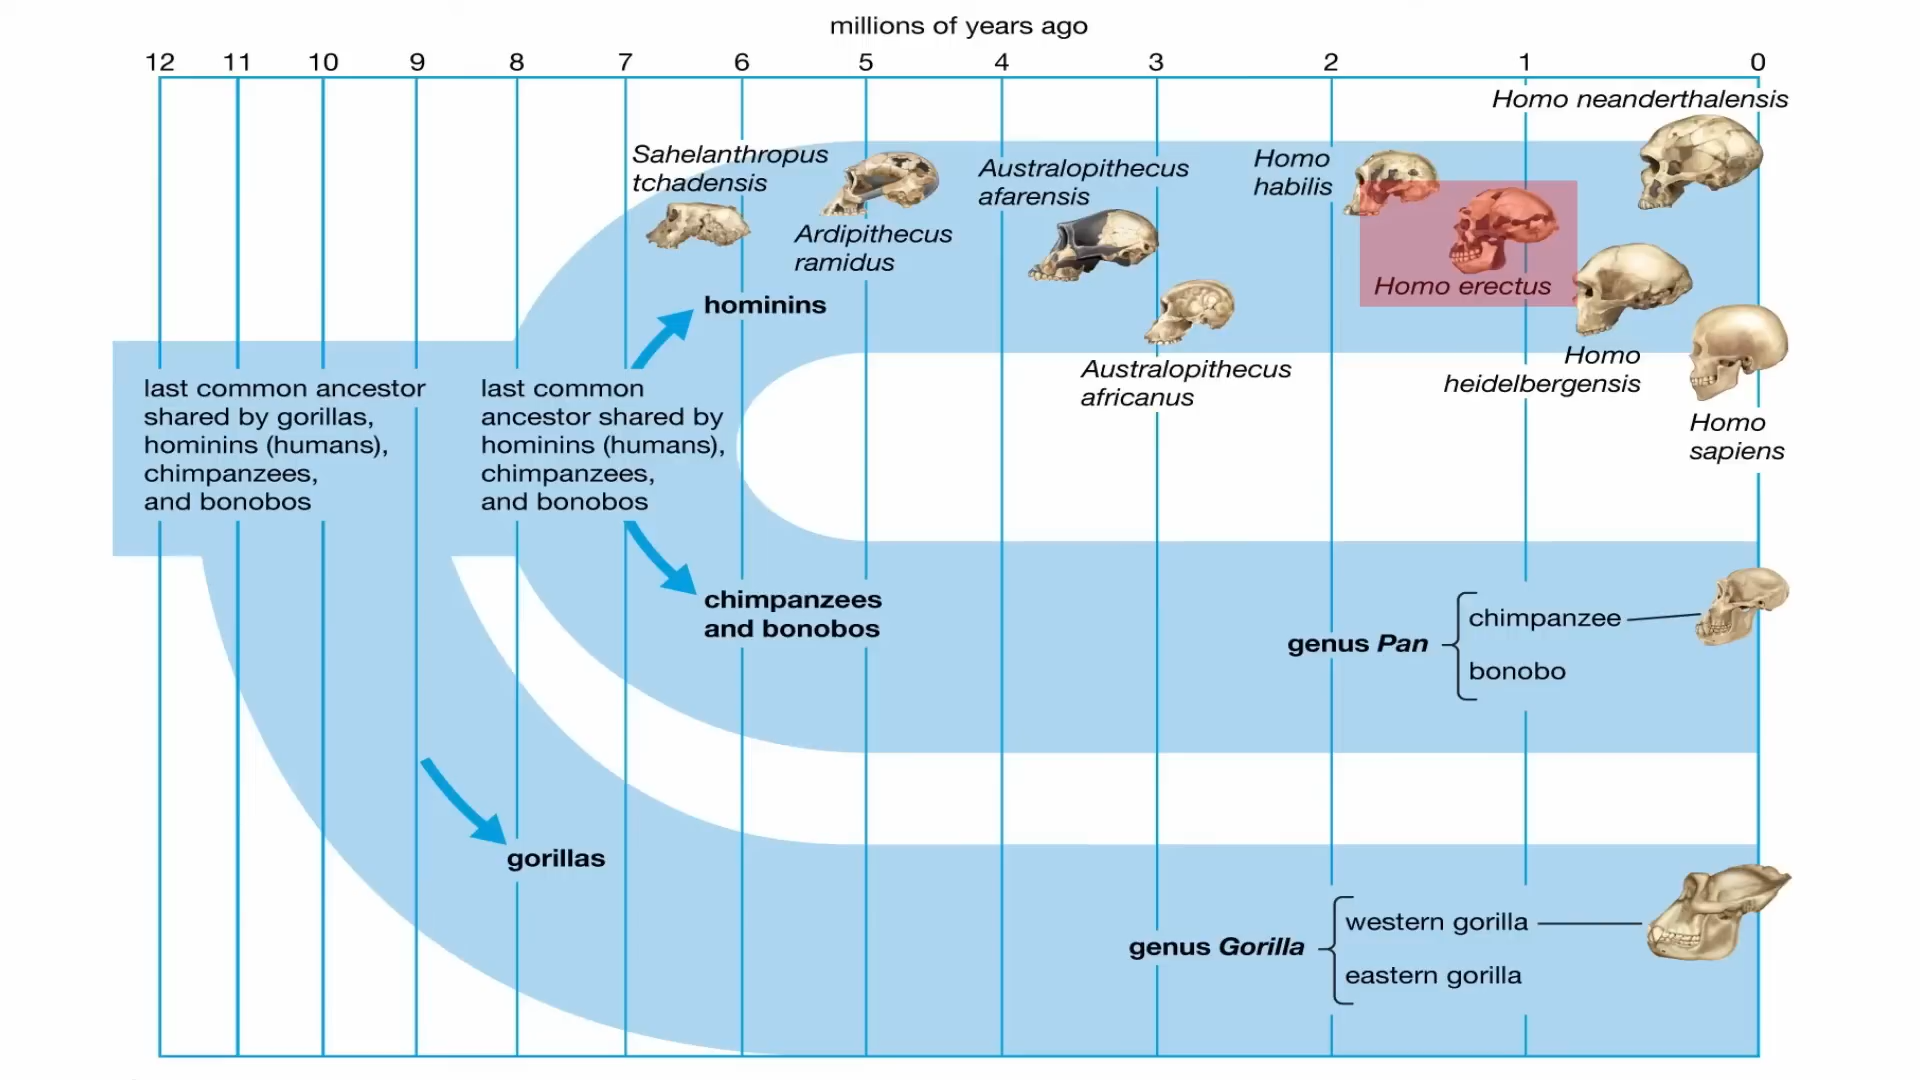 millions of years ago
12 11 10 9 8 7 6 5 4 3 2 1 0
Homo neanderthalensis
Sahelanthropus
tchadensis
Ardipithecus
ramidus
Australopithecus
afarensis
Homo
habilis
Homo erectus
hominins
Australopithecus
africanus
Homo
heidelbergensis
Homo
sapiens
last common ancestor
shared by gorillas,
hominins (humans),
chimpanzees,
and bonobos
last common
ancestor shared by
hominins (humans),
chimpanzees,
and bonobos
chimpanzees
and bonobos
genus Pan
chimpanzee
bonobo
gorillas
genus Gorilla
western gorilla
eastern gorilla